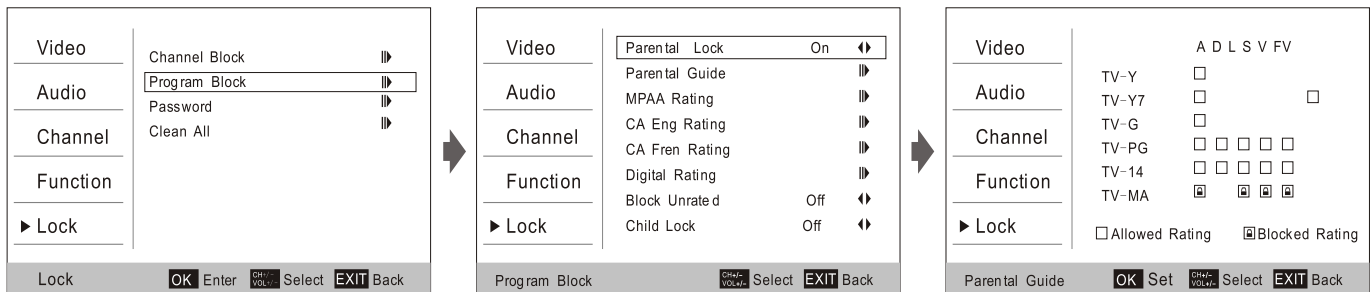 Video
Audio
Channel
Function
Lock
Channel Block
Program Block
Password
Clean All
Lock OK Enter CH+/- VOL+/- Select EXIT Back
Video
Audio
Channel
Function
Lock
Parental Lock On
Parental Guide
MPAA Rating
CA Eng Rating
CA Fren Rating
Digital Rating
Block Unrated Off
Child Lock Off
Program Block CH+/- VOL+/- Select EXIT Back
Video
Audio
Channel
Function
Lock
A D L S V FV
TV-Y
TV-Y7
TV-G
TV-PG
TV-14
TV-MA
Allowed Rating Blocked Rating
Parental Guide OK Set CH+/- VOL+/- Select EXIT Back